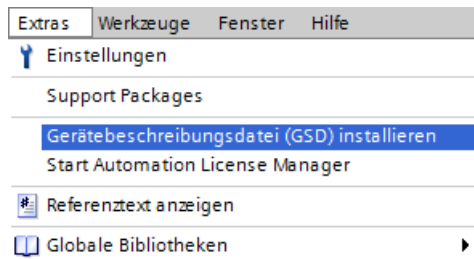 Extras Werkzeuge Fenster Hilfe
Einstellungen
Support Packages
Gerätebeschreibungsdatei (GSD) installieren
Start Automation License Manager
Referenztext anzeigen
Globale Bibliotheken